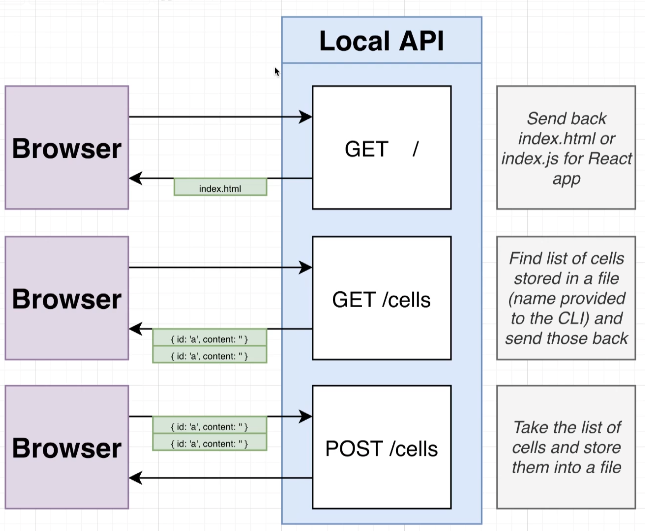 Local API
Browser
GET /
index.html
Send back
index.html or
index.js for React
app
Browser
GET /cells
{ id: 'a', content: '' }
{ id: 'a', content: '' }
Find list of cells
stored in a file
(name provided
to the CLI) and
send those back
Browser
{ id: 'a', content: '' }
{ id: 'a', content: '' }
POST /cells
Take the list of
cells and store
them into a file